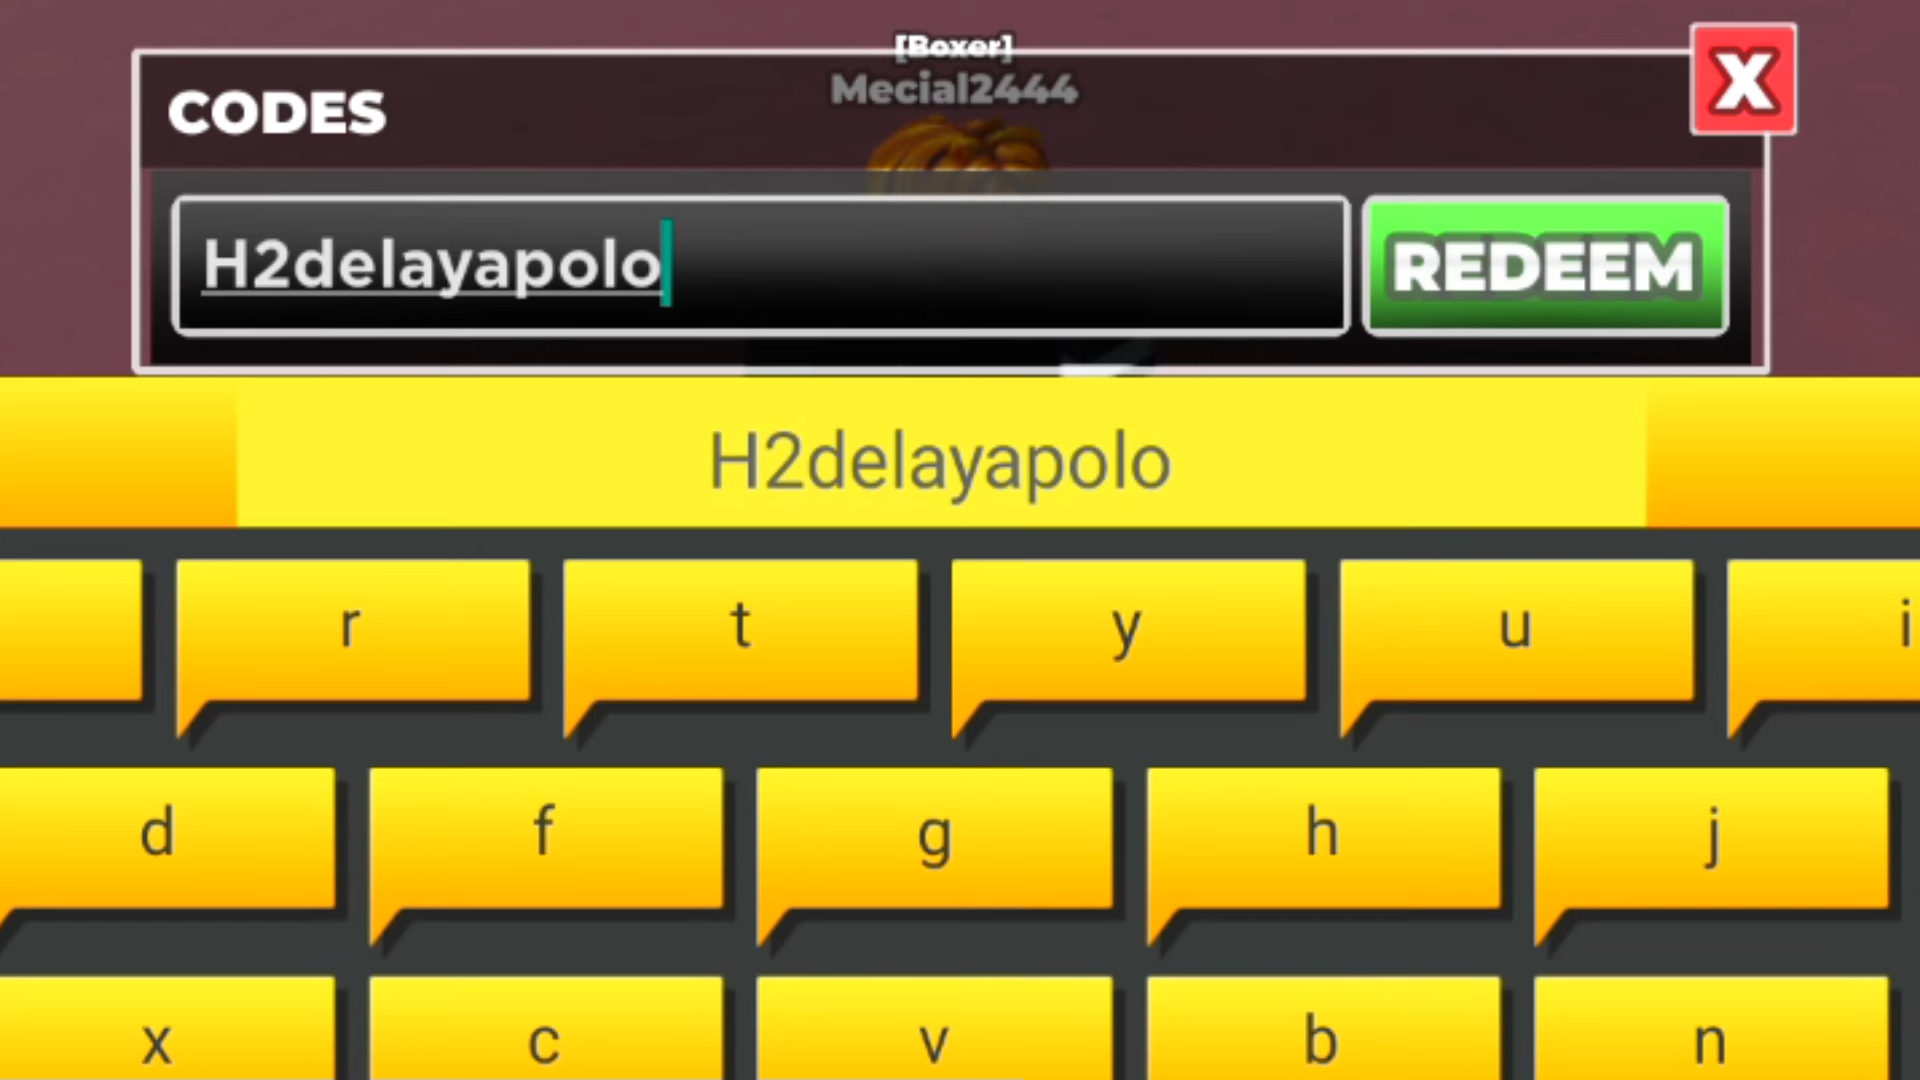 [Boxer]
Mecial2444
CODES
X
H2delayapolo
REDEEM
H2delayapolo
r t y u i
d f g h j
x c v b n